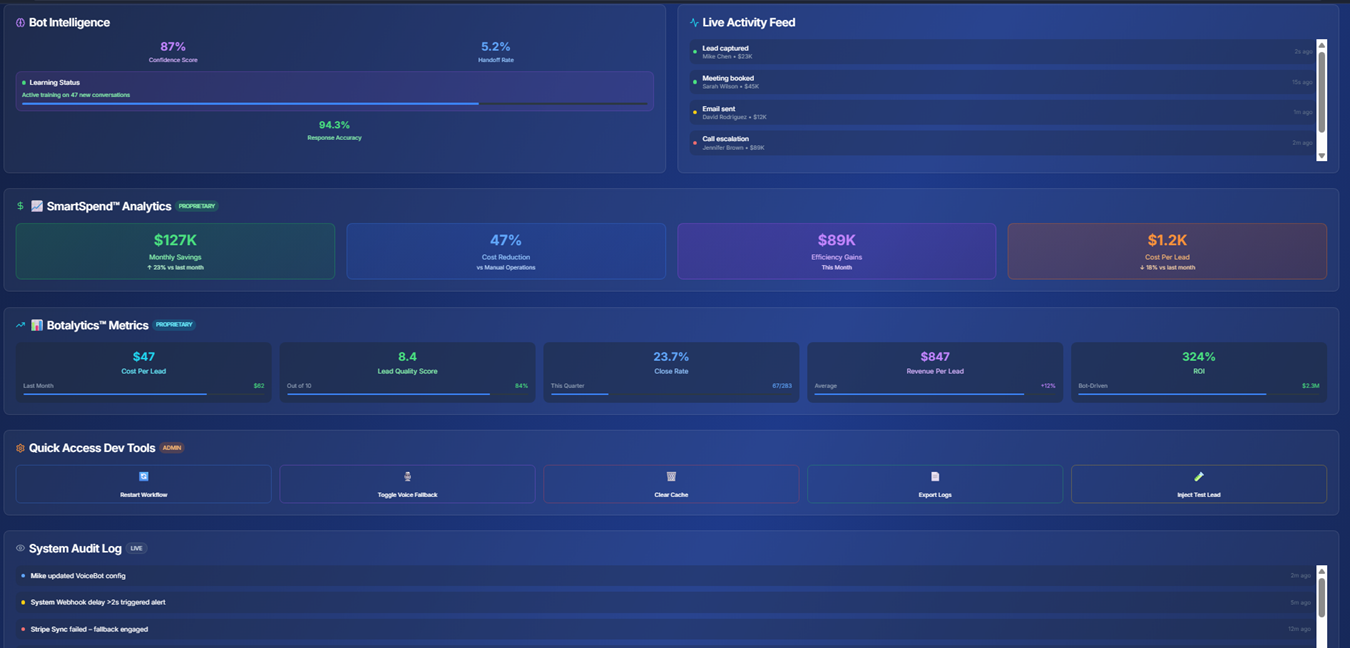 Bot Intelligence
87%
Confidence Score
5.2%
Handoff Rate
Learning Status
Active training on 47 new conversations
94.3%
Response Accuracy
Live Activity Feed
Lead captured
Mike Chen • $23K
2s ago
Meeting booked
Sarah Wilson • $45K
15s ago
Email sent
David Rodriguez • $12K
1m ago
Call escalation
Jennifer Brown • $89K
2m ago
SmartSpend™ Analytics PROPRIETARY
$127K
Monthly Savings
↑ 23% vs last month
47%
Cost Reduction
vs Manual Operations
$89K
Efficiency Gains
This Month
$1.2K
Cost Per Lead
↓ 18% vs last month
Botalytics™ Metrics PROPRIETARY
$47
Cost Per Lead
Last Month $62
8.4
Lead Quality Score
Out of 10 84%
23.7%
Close Rate
This Quarter 67/283
$847
Revenue Per Lead
Average +12%
324%
ROI
Bot-Driven $2.3M
Quick Access Dev Tools ADMIN
Restart Workflow
Toggle Voice Fallback
Clear Cache
Export Logs
Inject Test Lead
System Audit Log LIVE
Mike updated VoiceBot config
2m ago
System Webhook delay >2s triggered alert
5m ago
Stripe Sync failed – fallback engaged
12m ago